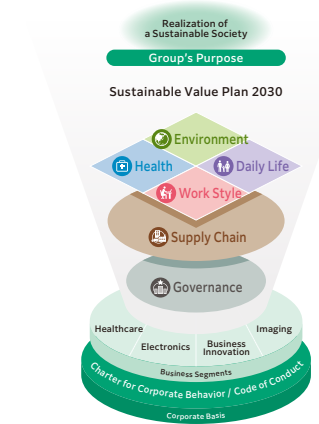 Realization of
a Sustainable Society
Group's Purpose
Sustainable Value Plan 2030
Environment
Health
Daily Life
Work Style
Supply Chain
Governance
Healthcare
Imaging
Electronics
Business
Innovation
Business Segments
Charter for Corporate Behavior / Code of Conduct
Corporate Basis